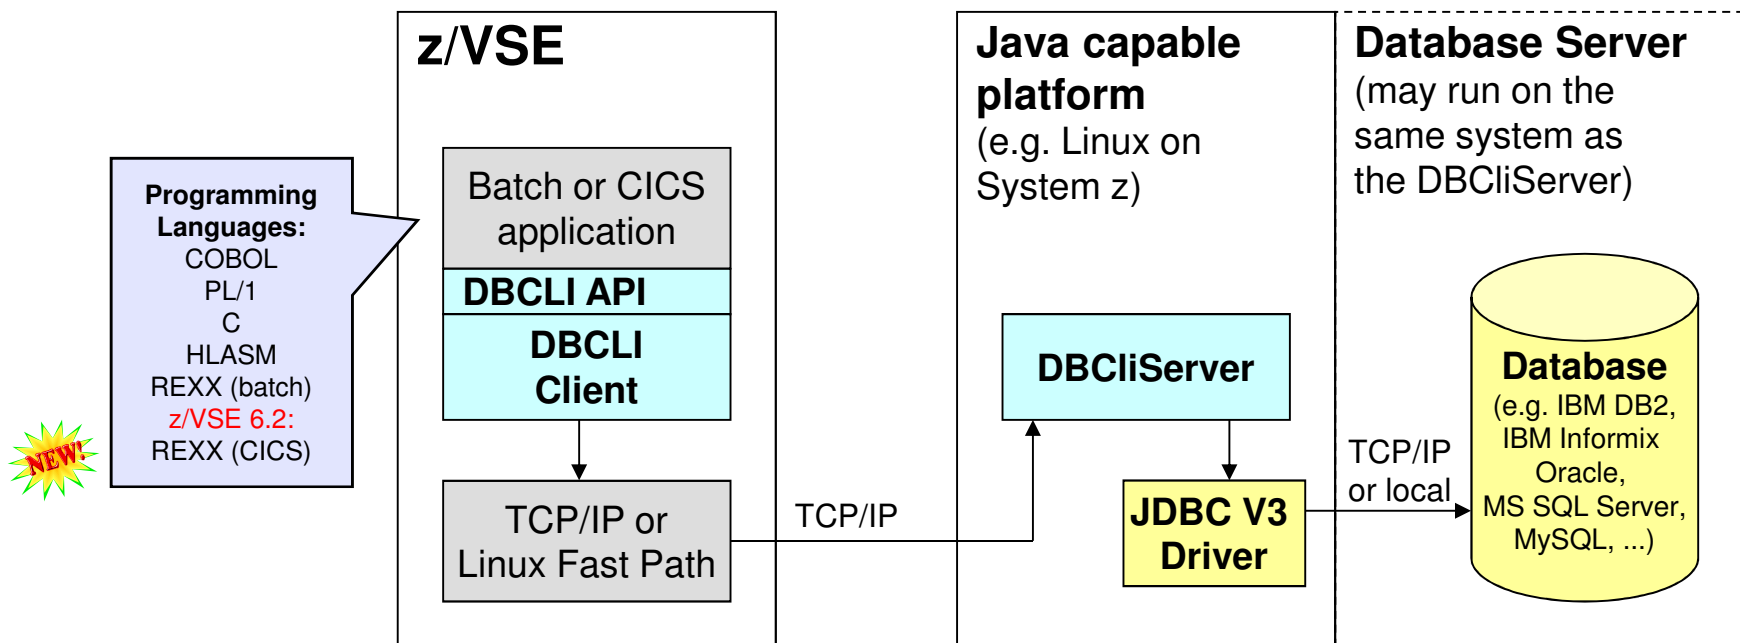 z/VSE
Java capable
platform
(e.g. Linux on
System z)
Database Server
(may run on the
same system as
the DBCliServer)
Programming
Languages:
COBOL
PL/1
C
HLASM
REXX (batch)
z/VSE 6.2:
REXX (CICS)
NEW!
Batch or CICS
application
DBCLI API
DBCLI
Client
TCP/IP or
Linux Fast Path
TCP/IP
DBCliServer
JDBC V3
Driver
TCP/IP
or local
Database
(e.g. IBM DB2,
IBM Informix
Oracle,
MS SQL Server,
MySQL, ...)